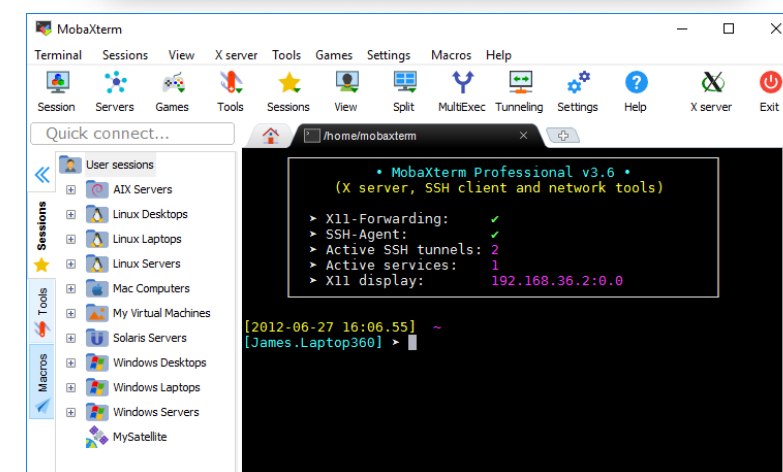 MobaXterm
Terminal Sessions View X server Tools Games Settings Macros Help
Session Servers Games Tools Sessions View Split MultiExec Tunneling Settings Help X server Exit
Quick connect...
/home/mobaxterm
Sessions
Tools
Macros
User sessions
AIX Servers
Linux Desktops
Linux Laptops
Linux Servers
Mac Computers
My Virtual Machines
Solaris Servers
Windows Desktops
Windows Laptops
Windows Servers
MySatellite
• MobaXterm Professional v3.6 •
(X server, SSH client and network tools)
➤ X11-Forwarding: ✔
➤ SSH-Agent: ✔
➤ Active SSH tunnels: 2
➤ Active services: 1
➤ X11 display: 192.168.36.2:0.0
[2012-06-27 16:06.55] ~
[James.Laptop360] ➤